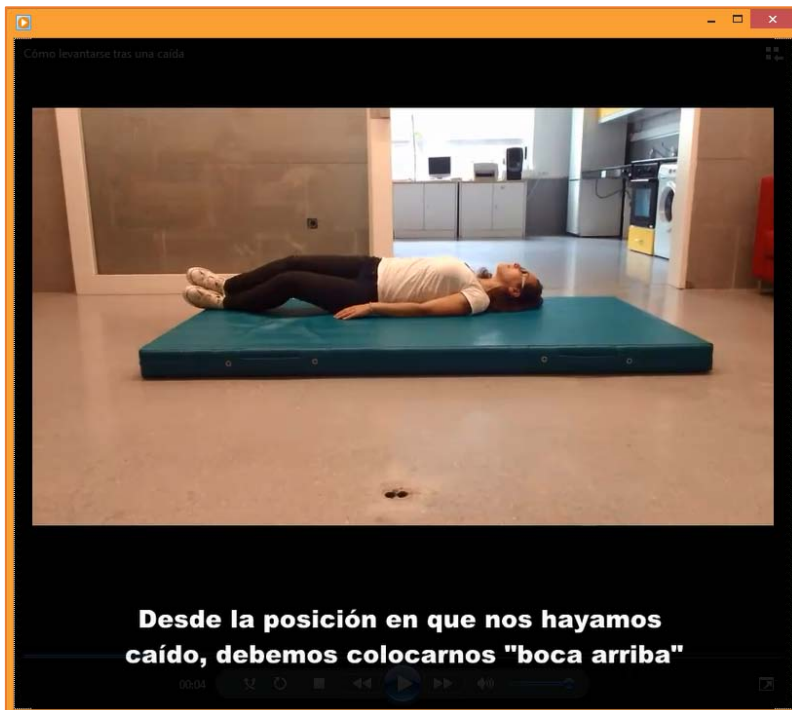 Cómo levantarse tras una caída
Desde la posición en que nos hayamos
caído, debemos colocarnos "boca arriba"
00:04